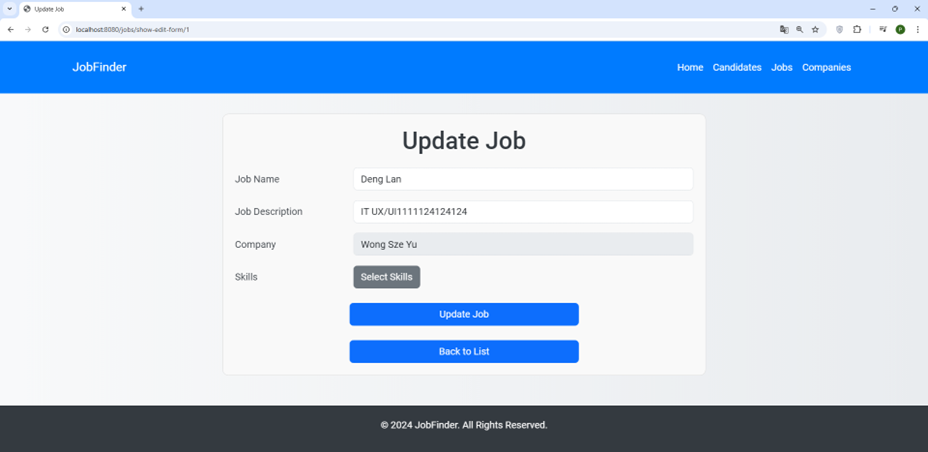 Update Job
localhost:8080/jobs/show-edit-form/1
P
JobFinder
Home Candidates Jobs Companies
Update Job
Job Name Deng Lan
Job Description IT UX/UI1111124124124
Company Wong Sze Yu
Skills Select Skills
Update Job
Back to List
© 2024 JobFinder. All Rights Reserved.